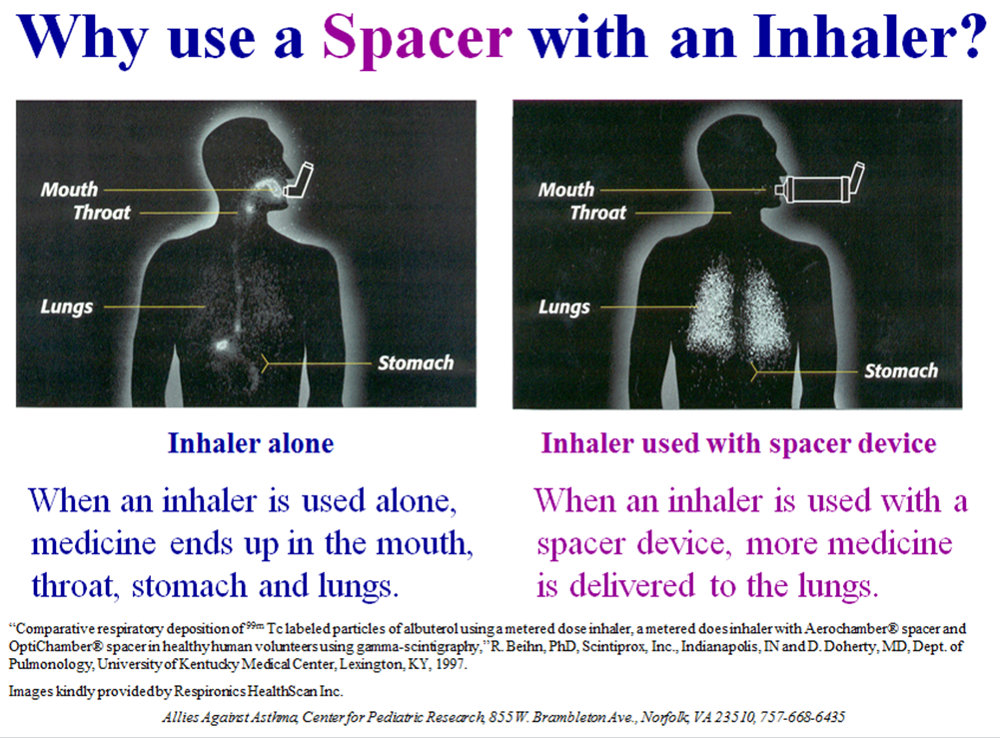 Why use a Spacer with an Inhaler?
Mouth
Throat
Lungs
Stomach
Mouth
Throat
Lungs
Stomach
Inhaler alone
When an inhaler is used alone,
medicine ends up in the mouth,
throat, stomach and lungs.
Inhaler used with spacer device
When an inhaler is used with a
spacer device, more medicine
is delivered to the lungs.
“Comparative respiratory deposition of 99m Tc labeled particles of albuterol using a metered dose inhaler, a metered does inhaler with Aerochamber® spacer and
OptiChamber® spacer in healthy human volunteers using gamma-scintigraphy,” R. Beihn, PhD, Scintiprox, Inc., Indianapolis, IN and D. Doherty, MD, Dept. of
Pulmonology, University of Kentucky Medical Center, Lexington, KY, 1997.
Images kindly provided by Respironics HealthScan Inc.
Allies Against Asthma, Center for Pediatric Research, 855 W. Brambleton Ave., Norfolk, VA 23510, 757-668-6435